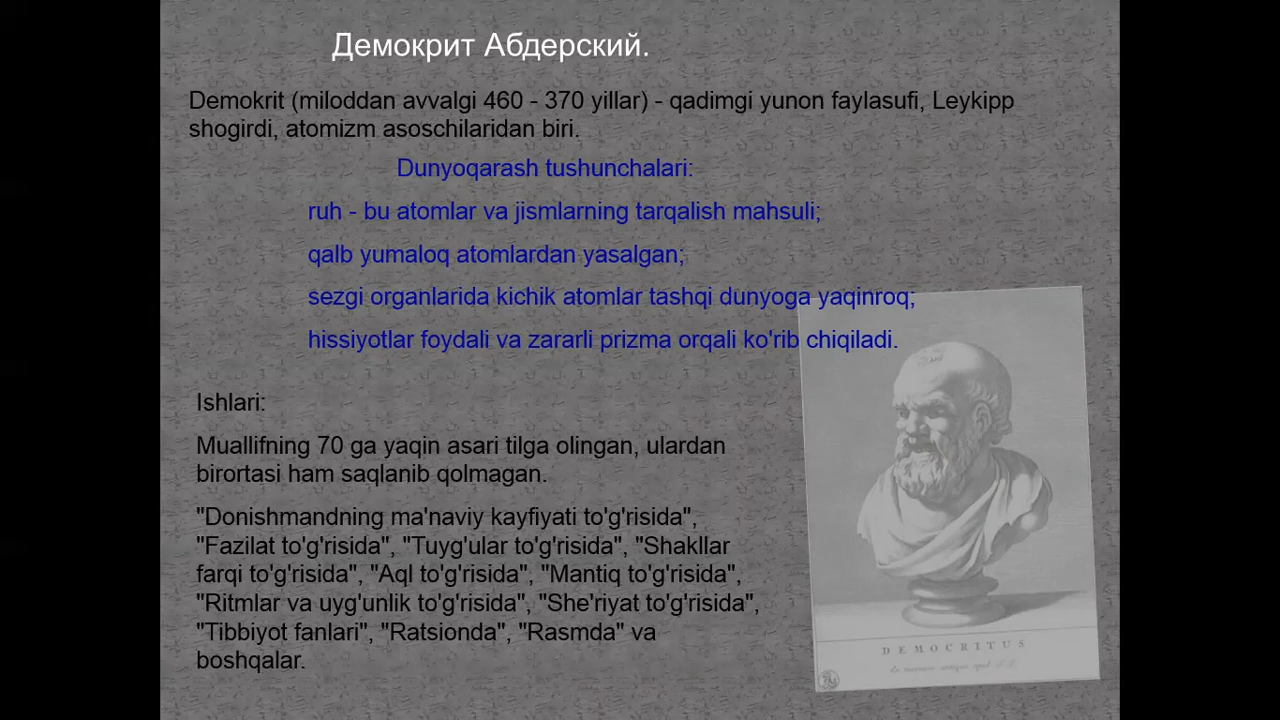 Демокрит Абдерский.
Demokrit (miloddan avvalgi 460 - 370 yillar) - qadimgi yunon faylasufi, Leykipp
shogirdi, atomizm asoschilaridan biri.
Dunyoqarash tushunchalari:
ruh - bu atomlar va jismlarning tarqalish mahsuli;
qalb yumaloq atomlardan yasalgan;
sezgi organlarida kichik atomlar tashqi dunyoga yaqinroq;
hissiyotlar foydali va zararli prizma orqali ko'rib chiqiladi.
Ishlari:
Muallifning 70 ga yaqin asari tilga olingan, ulardan
birortasi ham saqlanib qolmagan.
"Donishmandning ma'naviy kayfiyati to'g'risida",
"Fazilat to'g'risida", "Tuyg'ular to'g'risida", "Shakllar
farqi to'g'risida", "Aql to'g'risida", "Mantiq to'g'risida",
"Ritmlar va uyg'unlik to'g'risida", "She'riyat to'g'risida",
"Tibbiyot fanlari", "Ratsionda", "Rasmda" va
boshqalar.
DEMOCRITUS